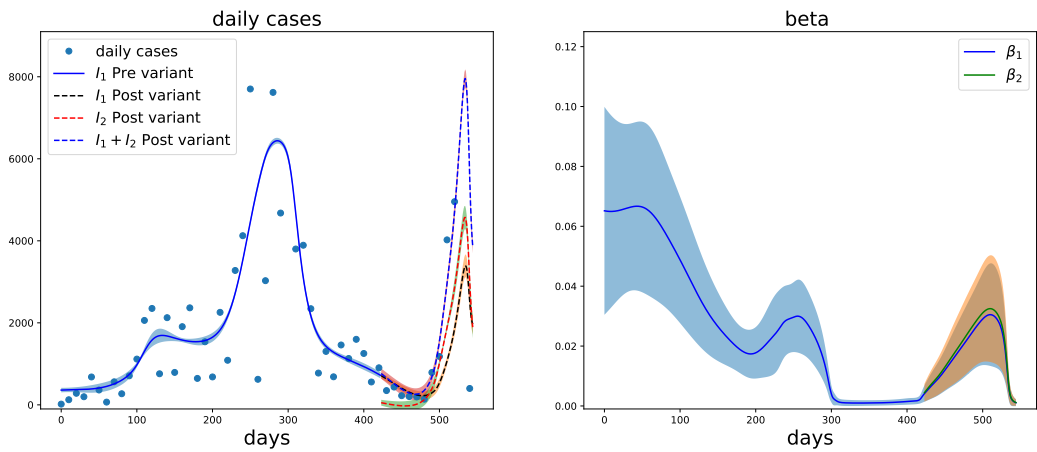 daily cases
8000
6000
4000
2000
0
0 100 200 300 400 500
days
daily cases
I₁ Pre variant
I₁ Post variant
I₂ Post variant
I₁ + I₂ Post variant
beta
0.12
0.10
0.08
0.06
0.04
0.02
0.00
0 100 200 300 400 500
days
β₁
β₂